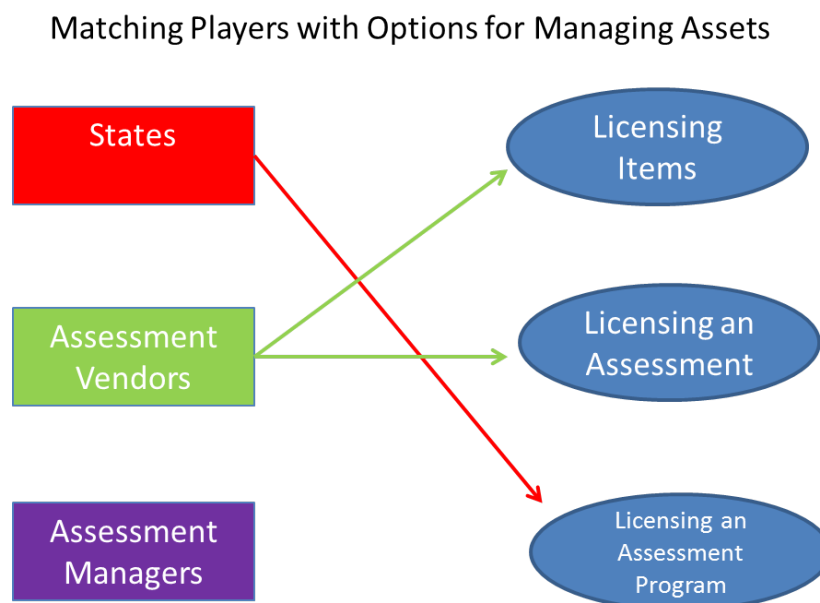 Matching Players with Options for Managing Assets
States
Licensing
Items
Assessment
Vendors
Licensing an
Assessment
Assessment
Managers
Licensing an
Assessment
Program